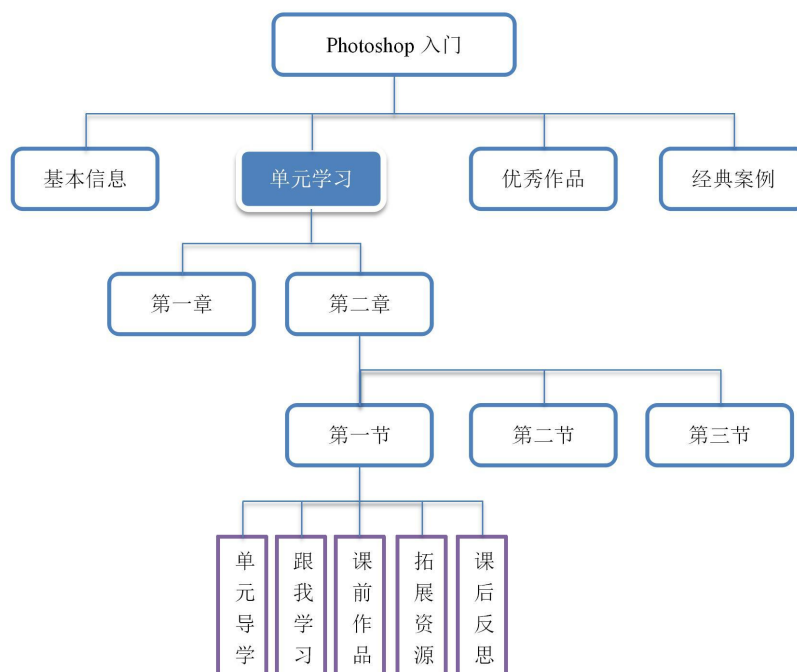 Photoshop 入门
基本信息
单元学习
优秀作品
经典案例
第一章
第二章
第一节
第二节
第三节
单元导学
跟我学习
课前作品
拓展资源
课后反思